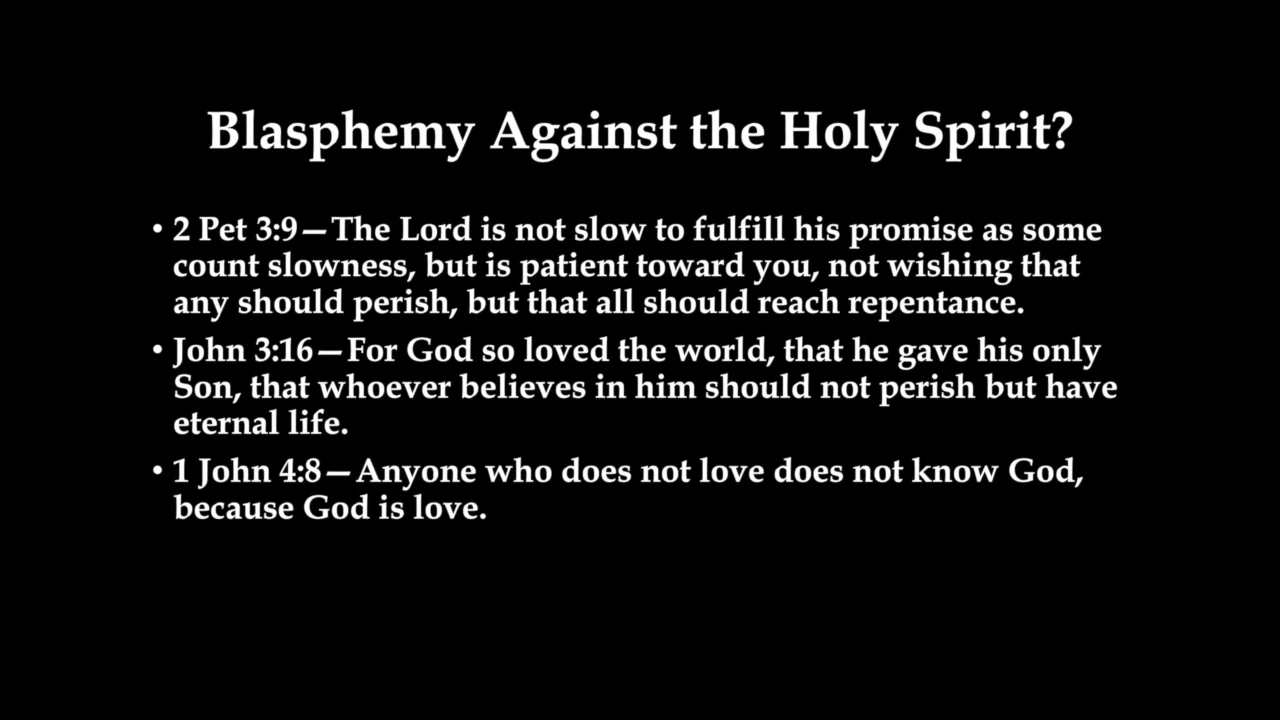 Blasphemy Against the Holy Spirit?
• 2 Pet 3:9—The Lord is not slow to fulfill his promise as some
count slowness, but is patient toward you, not wishing that
any should perish, but that all should reach repentance.
• John 3:16—For God so loved the world, that he gave his only
Son, that whoever believes in him should not perish but have
eternal life.
• 1 John 4:8—Anyone who does not love does not know God,
because God is love.